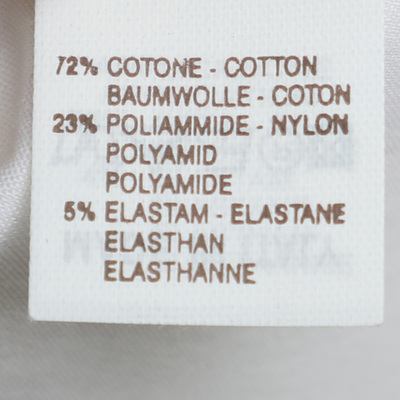 72% COTONE - COTTON
BAUMWOLLE - COTON
23% POLIAMMIDE - NYLON
POLYAMID
POLYAMIDE
5% ELASTAM - ELASTANE
ELASTHAN
ELASTHANNE